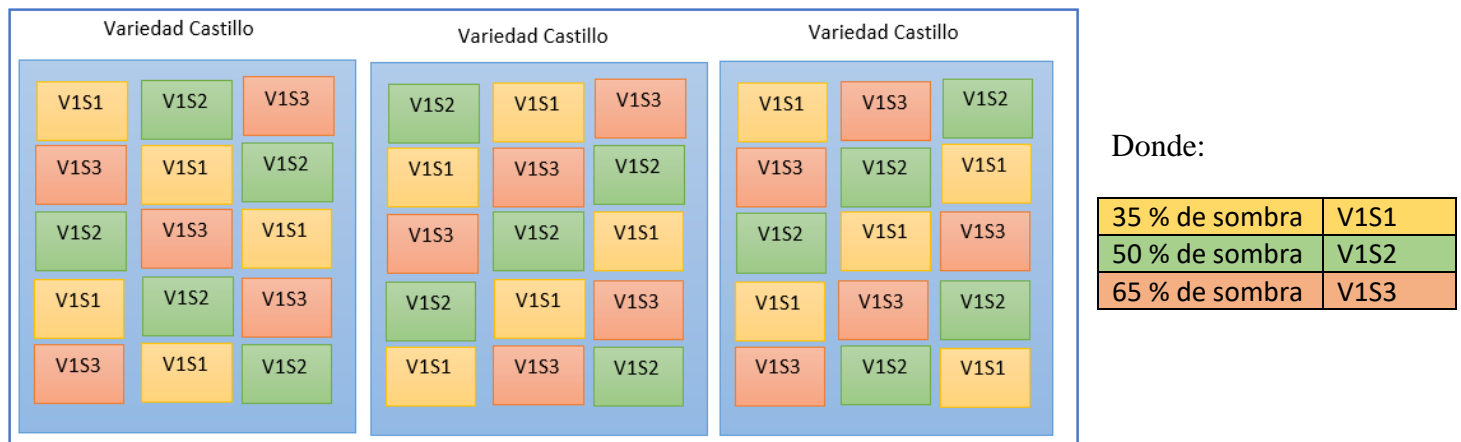 Variedad Castillo
V1S1 V1S2 V1S3
V1S3 V1S1 V1S2
V1S2 V1S3 V1S1
V1S1 V1S2 V1S3
V1S3 V1S1 V1S2
Variedad Castillo
V1S2 V1S1 V1S3
V1S1 V1S3 V1S2
V1S3 V1S2 V1S1
V1S2 V1S1 V1S3
V1S1 V1S3 V1S2
Variedad Castillo
V1S1 V1S3 V1S2
V1S3 V1S2 V1S1
V1S2 V1S1 V1S3
V1S1 V1S3 V1S2
V1S3 V1S2 V1S1
Donde:
35 % de sombra V1S1
50 % de sombra V1S2
65 % de sombra V1S3